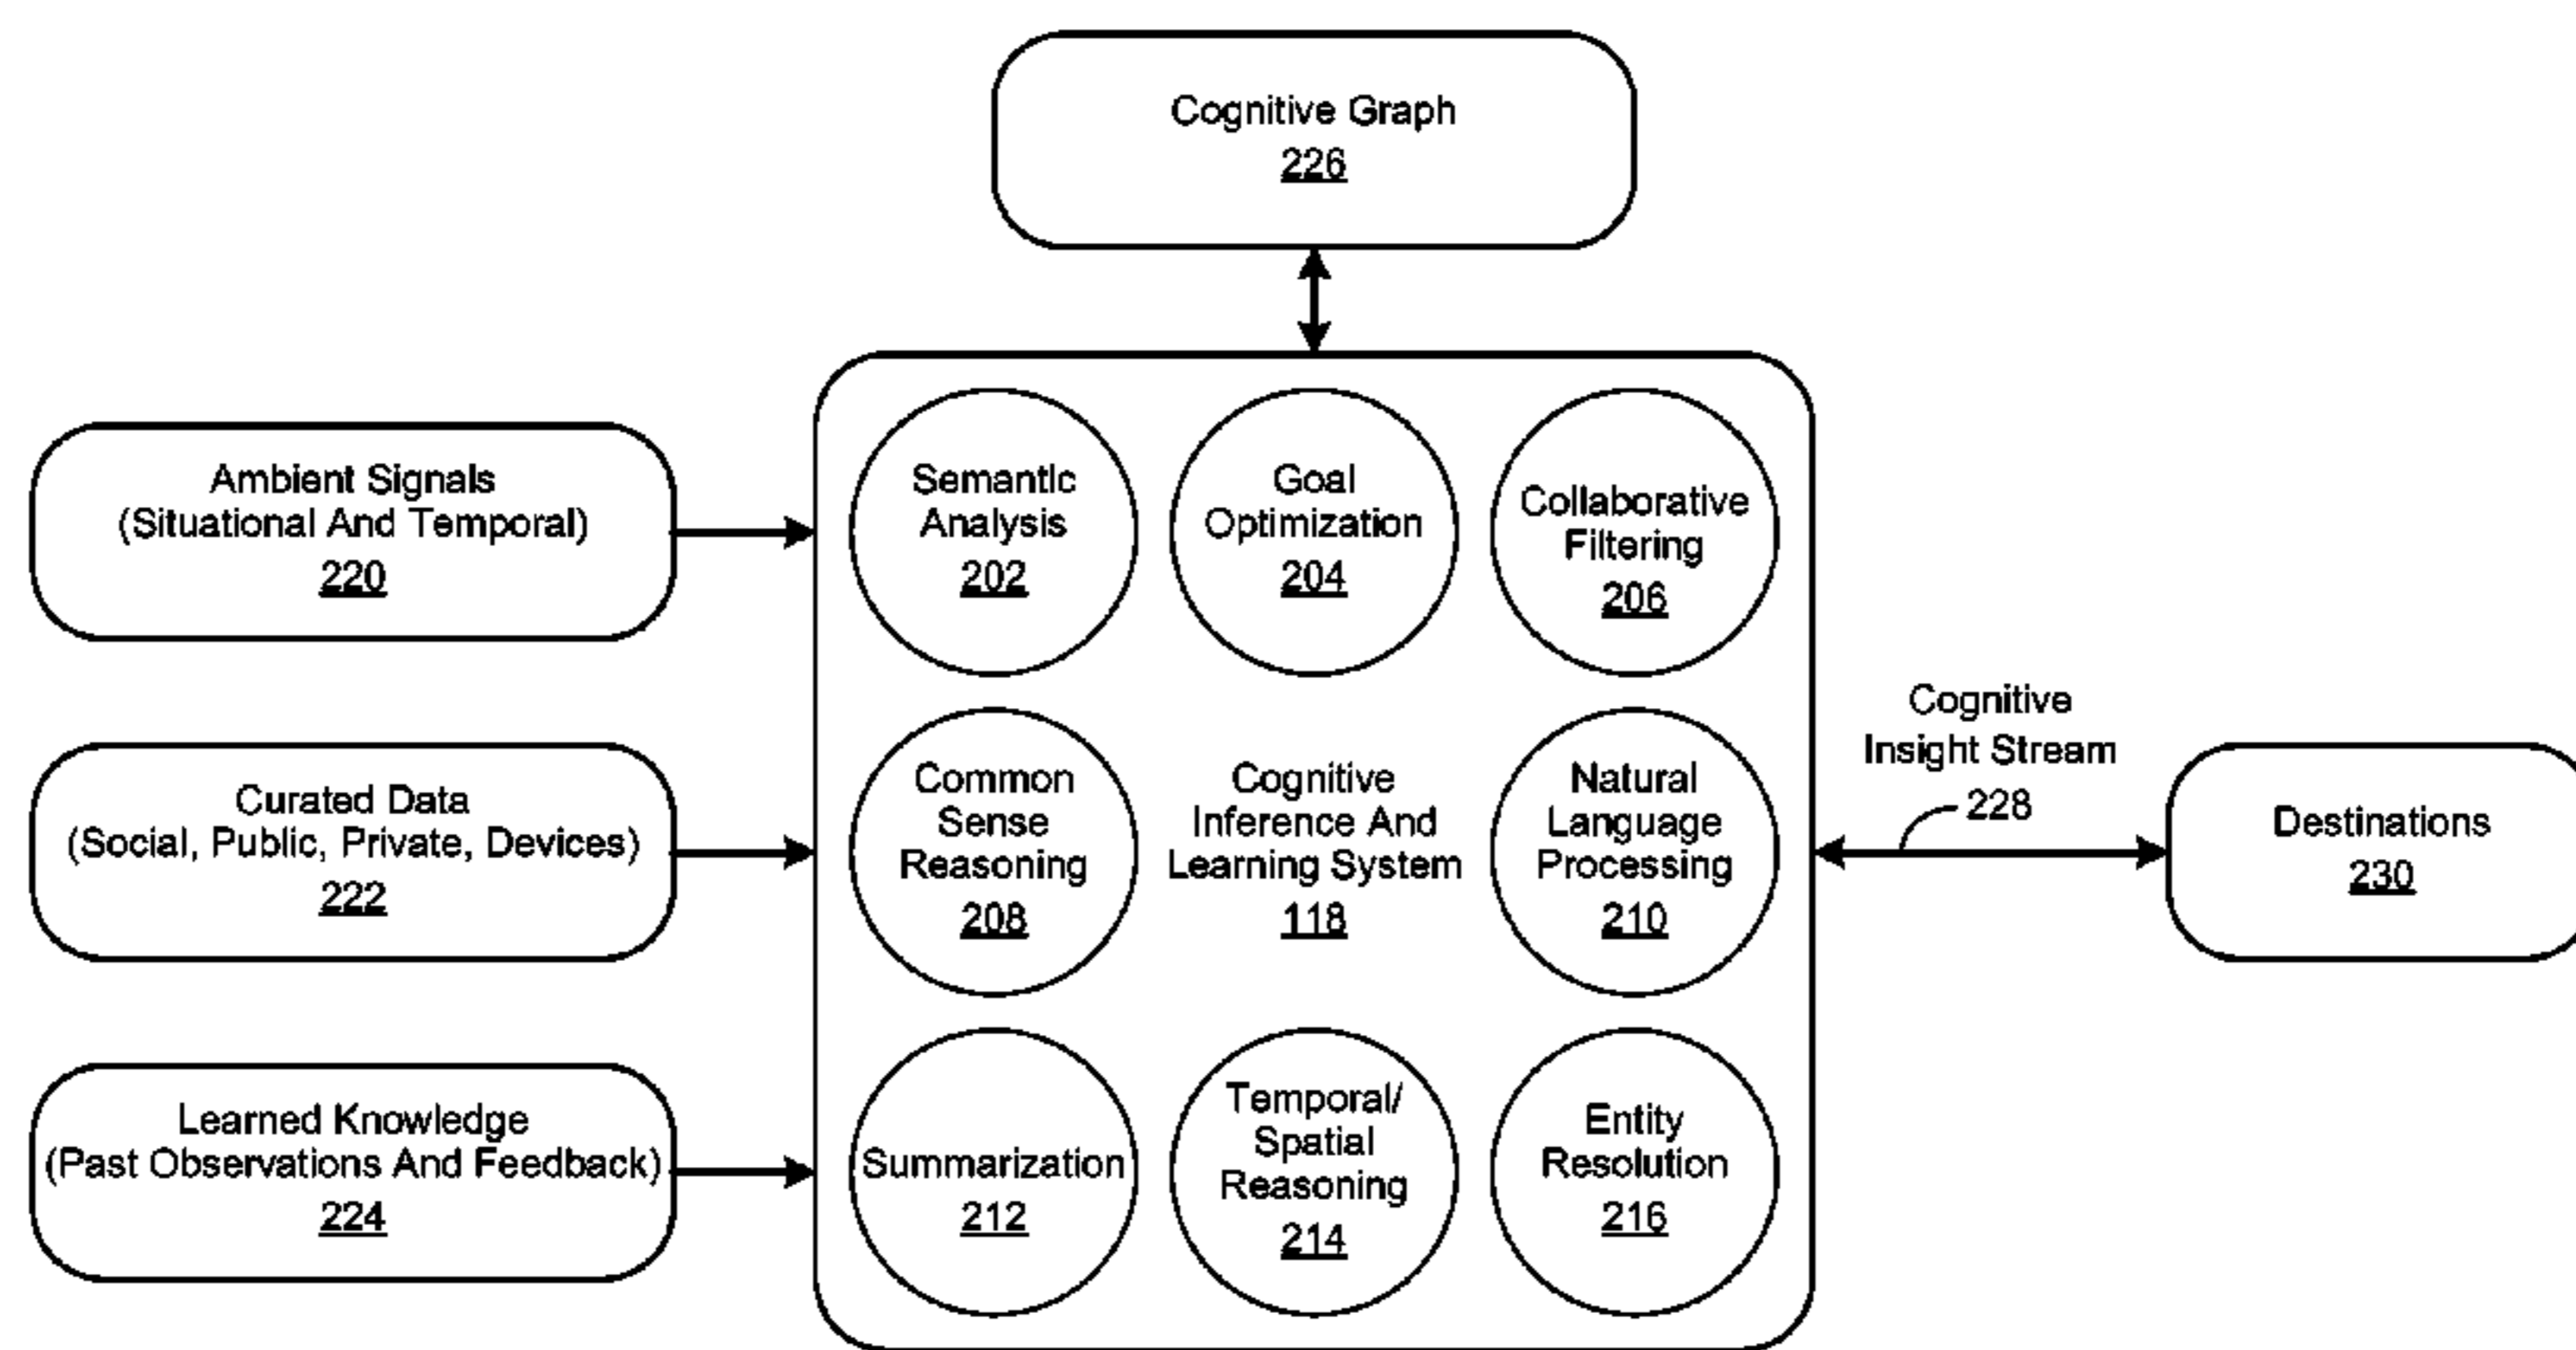 Cognitive Graph
226
Ambient Signals
(Situational And Temporal)
220
Semantic
Analysis
202
Goal
Optimization
204
Collaborative
Filtering
206
Curated Data
(Social, Public, Private, Devices)
222
Common
Sense
Reasoning
208
Cognitive
Inference And
Learning System
118
Natural
Language
Processing
210
Cognitive
Insight Stream
228
Destinations
230
Learned Knowledge
(Past Observations And Feedback)
224
Summarization
212
Temporal/
Spatial
Reasoning
214
Entity
Resolution
216